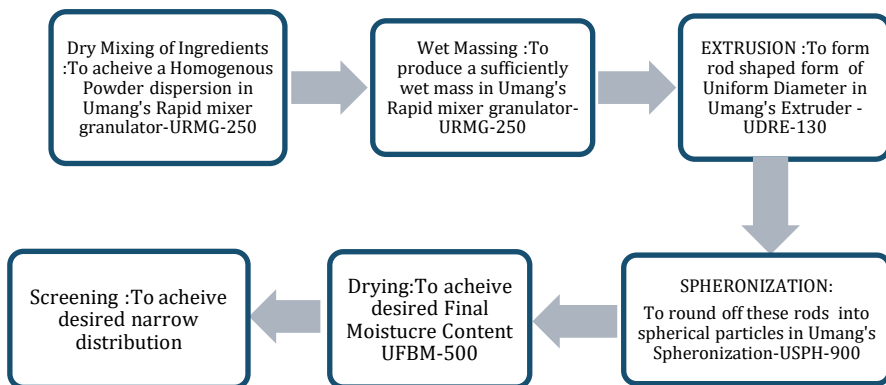 Dry Mixing of Ingredients
:To acheive a Homogenous
Powder dispersion in
Umang's Rapid mixer
granulator-URMG-250
Wet Massing :To
produce a sufficiently
wet mass in Umang's
Rapid mixer granulator-
URMG-250
EXTRUSION :To form
rod shaped form of
Uniform Diameter in
Umang's Extruder -
UDRE-130
SPHERONIZATION:
To round off these rods into
spherical particles in Umang's
Spheronization-USPH-900
Drying:To acheive
desired Final
Moistucre Content
UFBM-500
Screening :To acheive
desired narrow
distribution